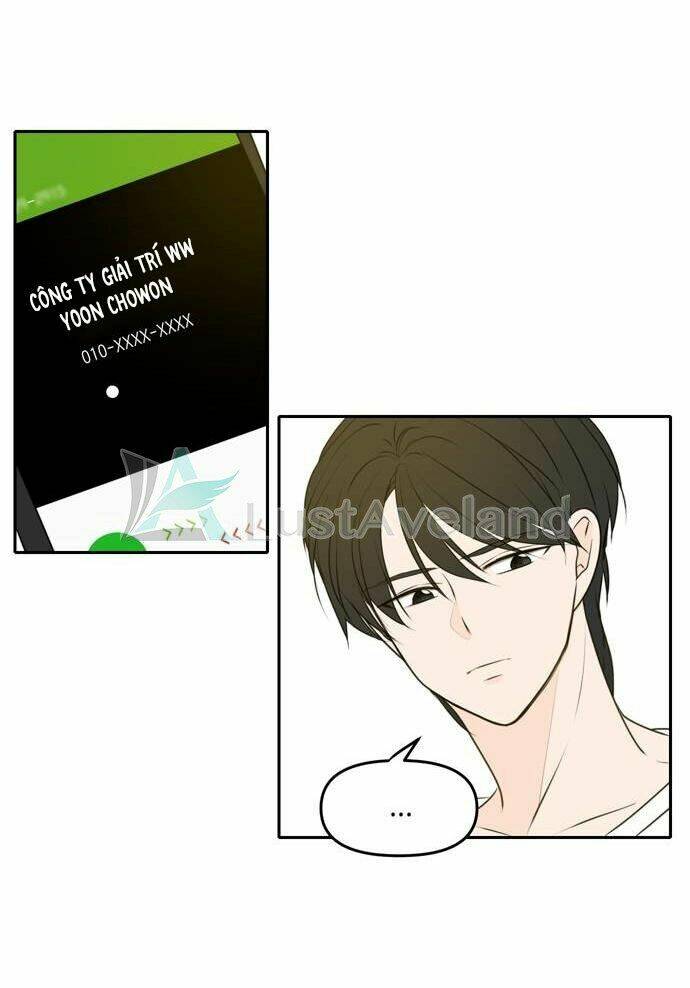 CÔNG TY GIẢI TRÍ WW
YOON CHOWON
010-XXXX-XXXX
LustAveland
...